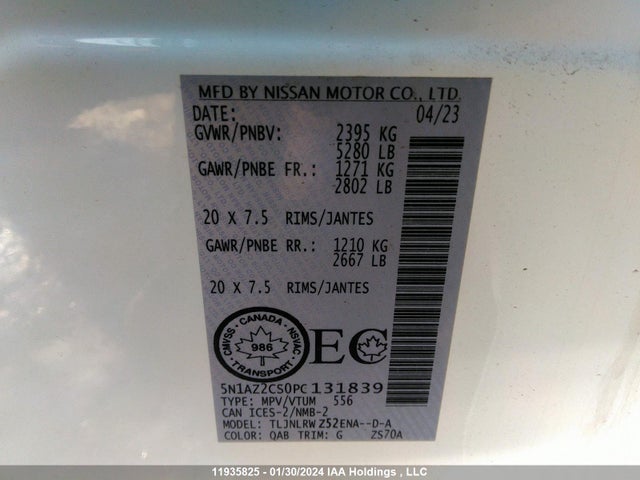 MFD BY NISSAN MOTOR CO., LTD.
DATE: 04/23
GVWR/PNBV: 2395 KG
5280 LB
GAWR/PNBE FR.: 1271 KG
2802 LB
20 X 7.5 RIMS/JANTES
GAWR/PNBE RR.: 1210 KG
2667 LB
20 X 7.5 RIMS/JANTES
CANADA
CMVSS NSVAC
986
TRANSPORT
EC
5N1AZ2CS0PC131839
TYPE: MPV/VTUM 556
CAN ICES-2/NMB-2
MODEL: TLJNLRW Z52ENA--D-A
COLOR: QAB TRIM: G ZS70A
11935825 - 01/30/2024 IAA Holdings , LLC